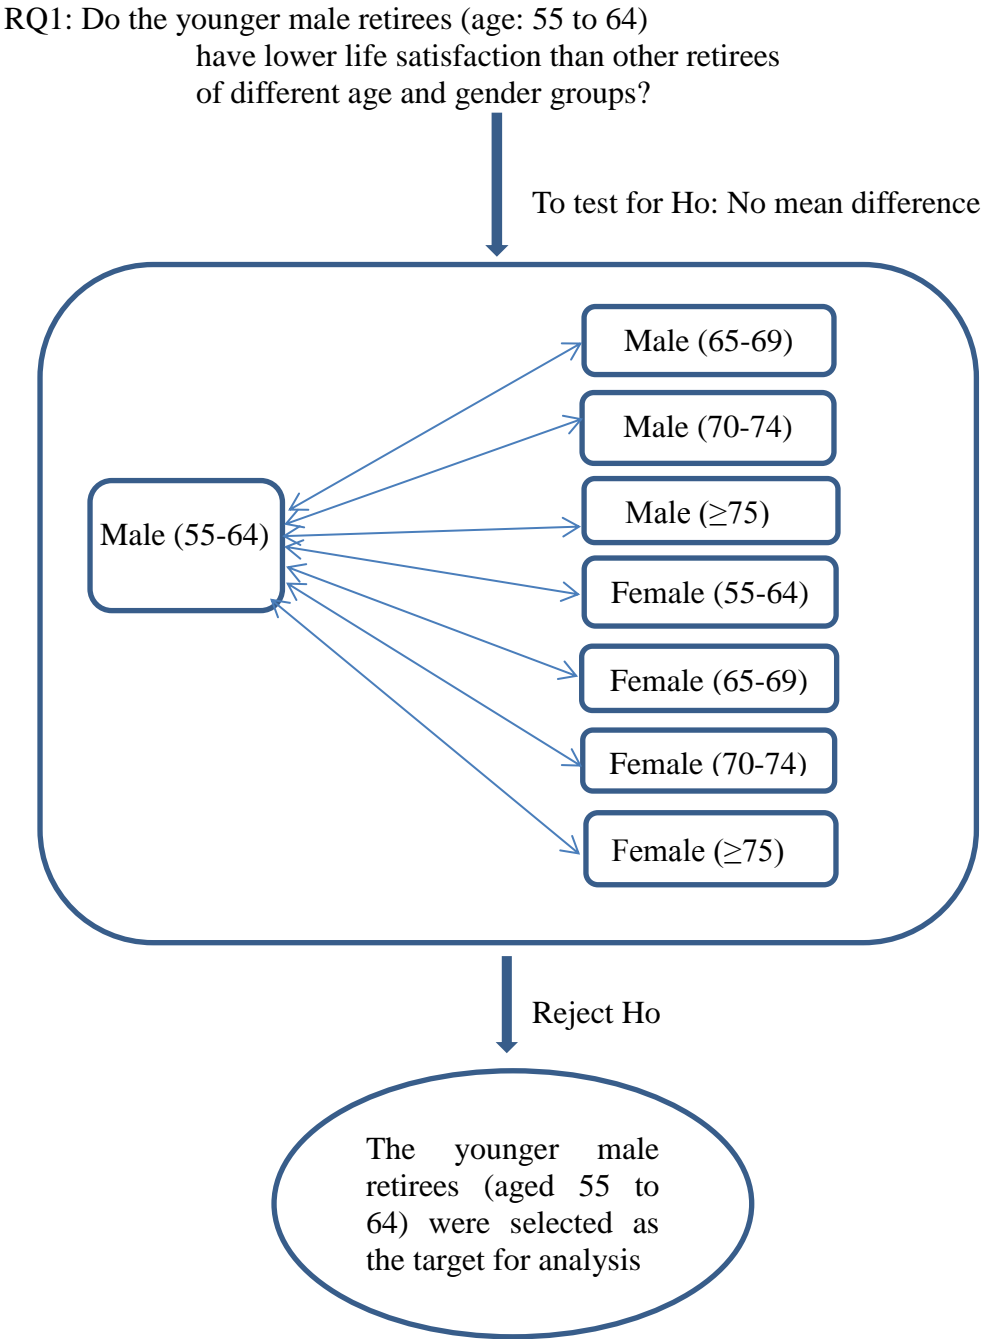 RQ1: Do the younger male retirees (age: 55 to 64)
have lower life satisfaction than other retirees
of different age and gender groups?
To test for Ho: No mean difference
Male (65-69)
Male (70-74)
Male (≥75)
Male (55-64)
Female (55-64)
Female (65-69)
Female (70-74)
Female (≥75)
Reject Ho
The younger male
retirees (aged 55 to
64) were selected as
the target for analysis